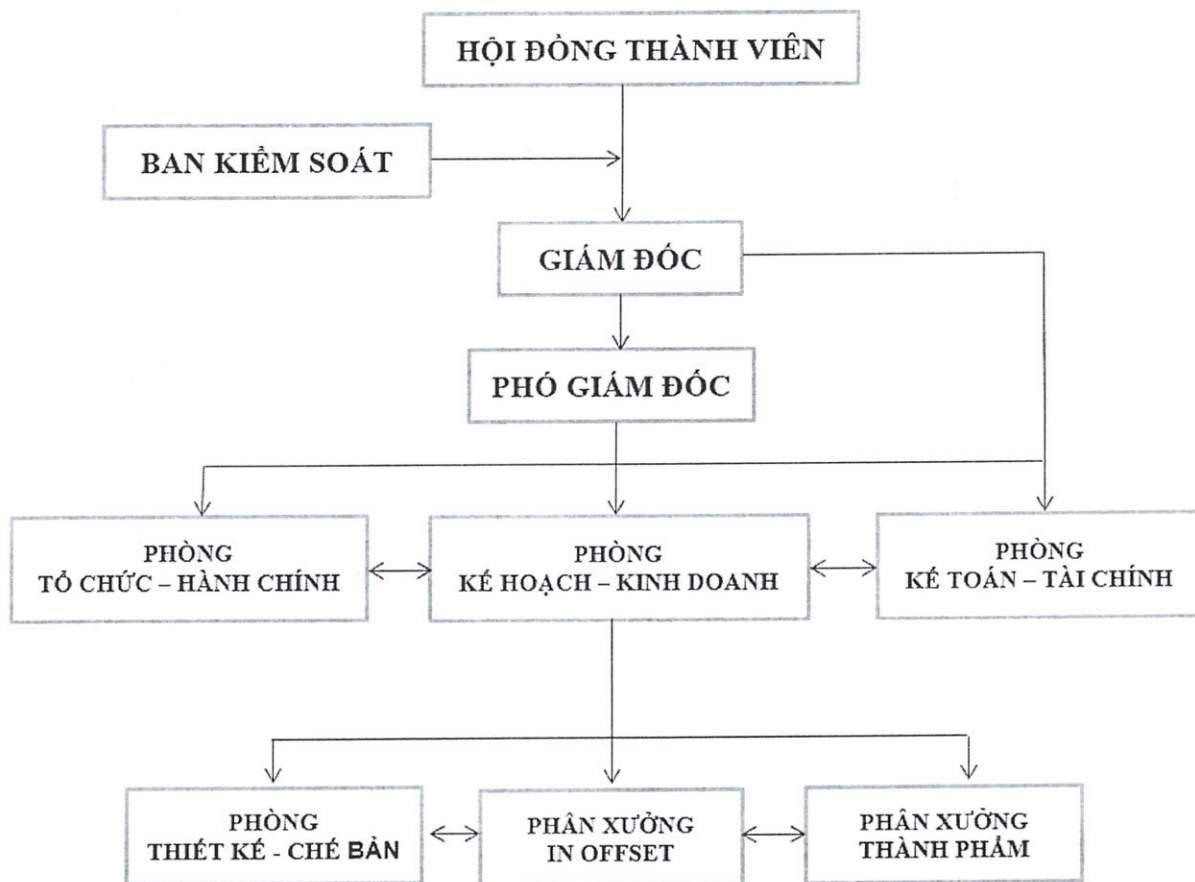 HỘI ĐỒNG THÀNH VIÊN
BAN KIỂM SOÁT
GIÁM ĐỐC
PHÓ GIÁM ĐỐC
PHÒNG
TỔ CHỨC – HÀNH CHÍNH
PHÒNG
KẾ HOẠCH – KINH DOANH
PHÒNG
KẾ TOÁN – TÀI CHÍNH
PHÒNG
THIẾT KẾ - CHẾ BẢN
PHÂN XƯỞNG
IN OFFSET
PHÂN XƯỞNG
THÀNH PHẨM